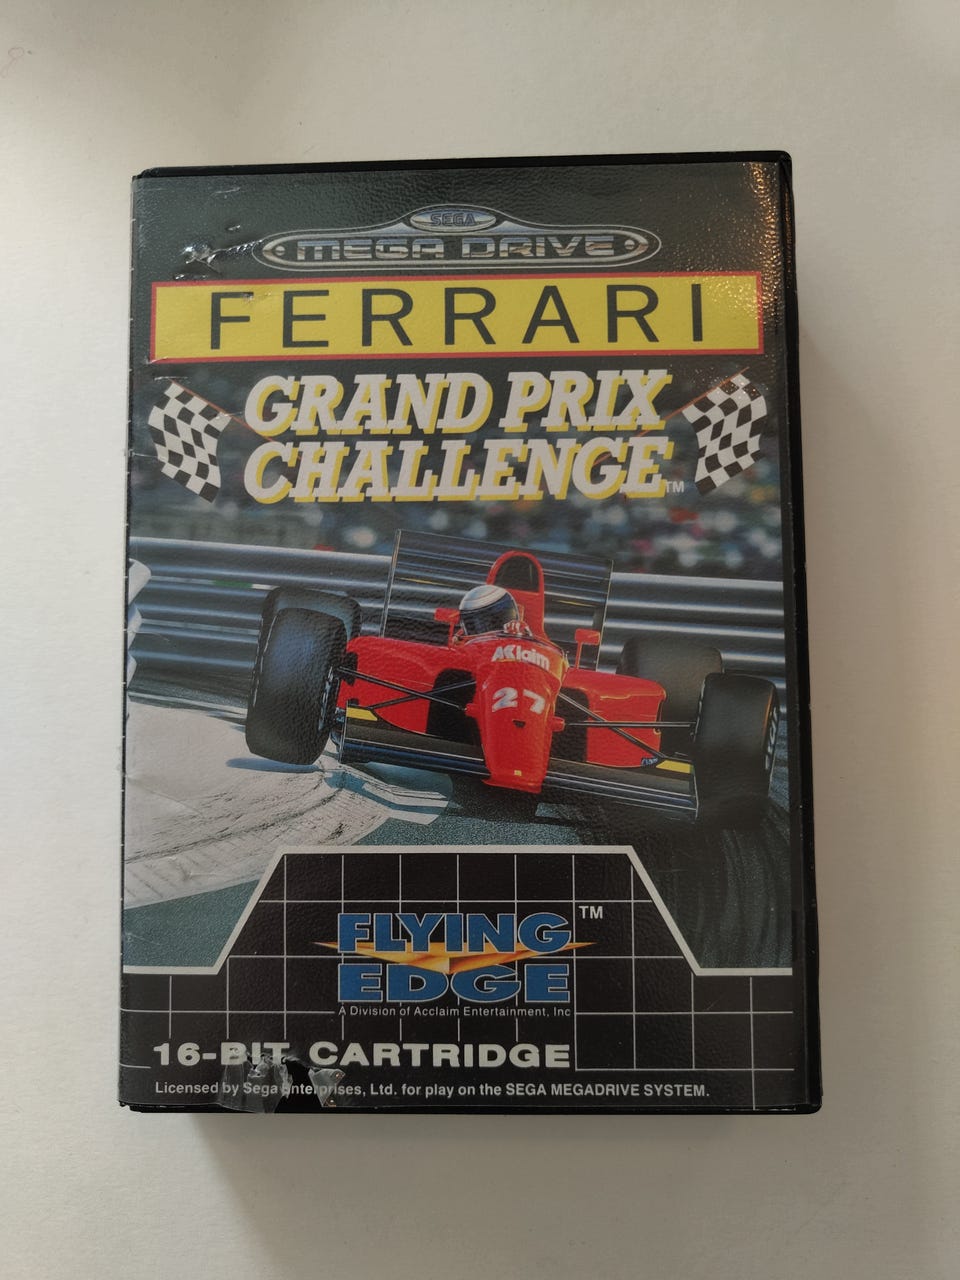 SEGA
MEGA DRIVE
FERRARI
GRAND PRIX
CHALLENGE™
Acclaim
27
FLYING™
EDGE
A Division of Acclaim Entertainment, Inc
16-BIT CARTRIDGE
Licensed by Sega Enterprises, Ltd. for play on the SEGA MEGADRIVE SYSTEM.